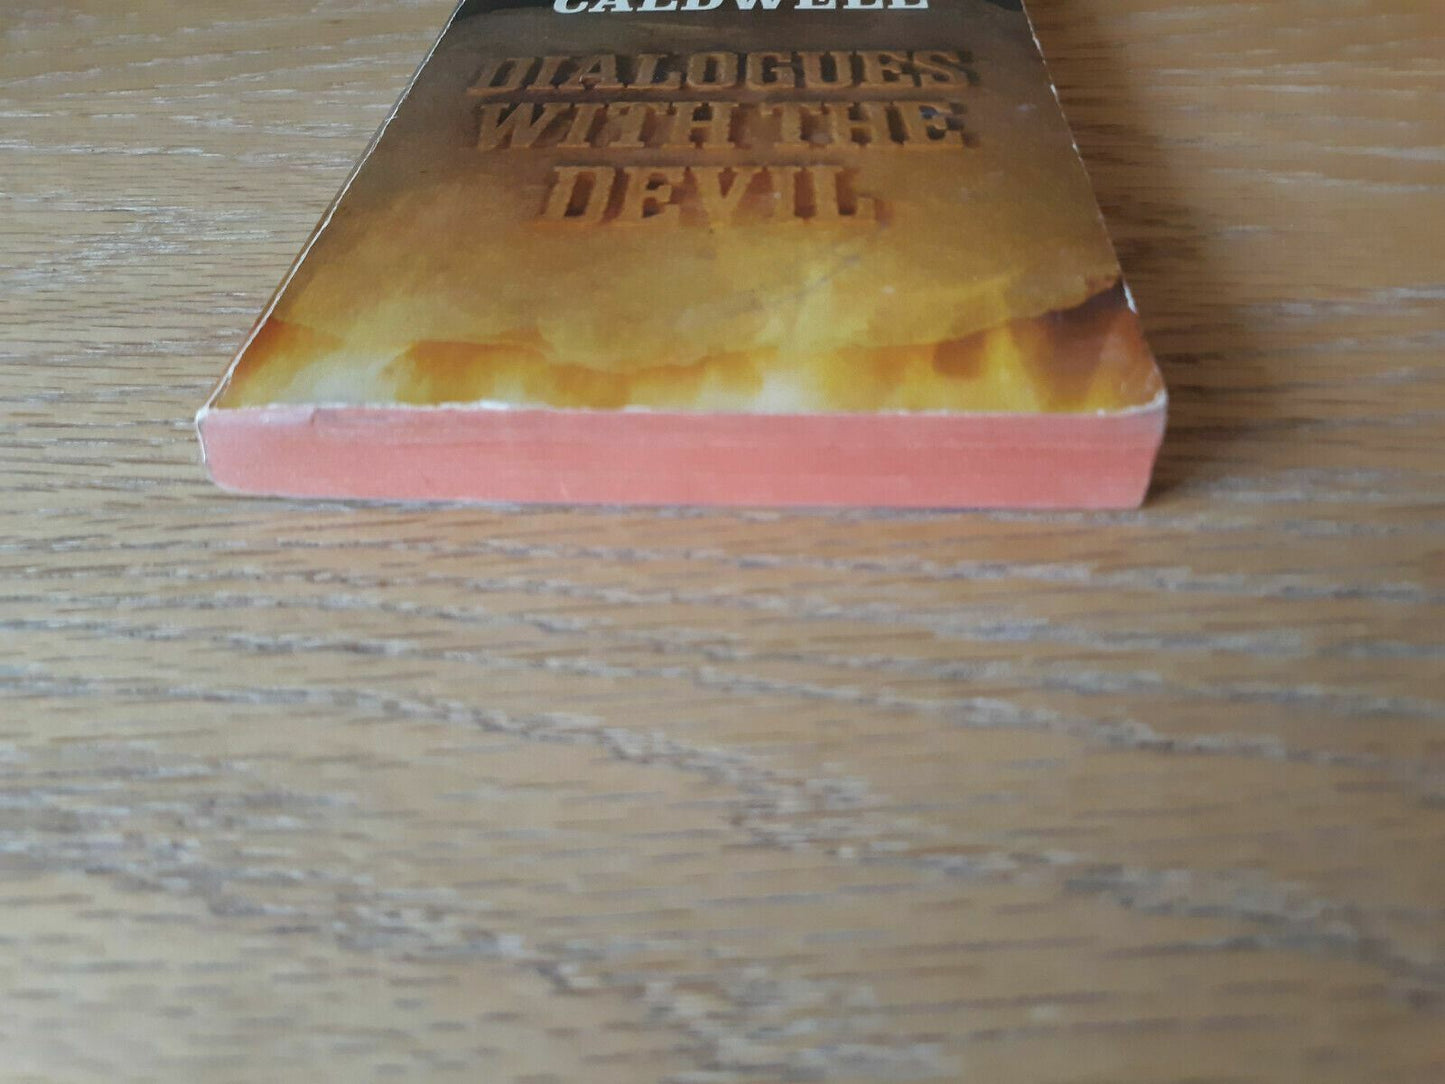 CALDWELL
DIALOGUES
WITH THE
DEVIL